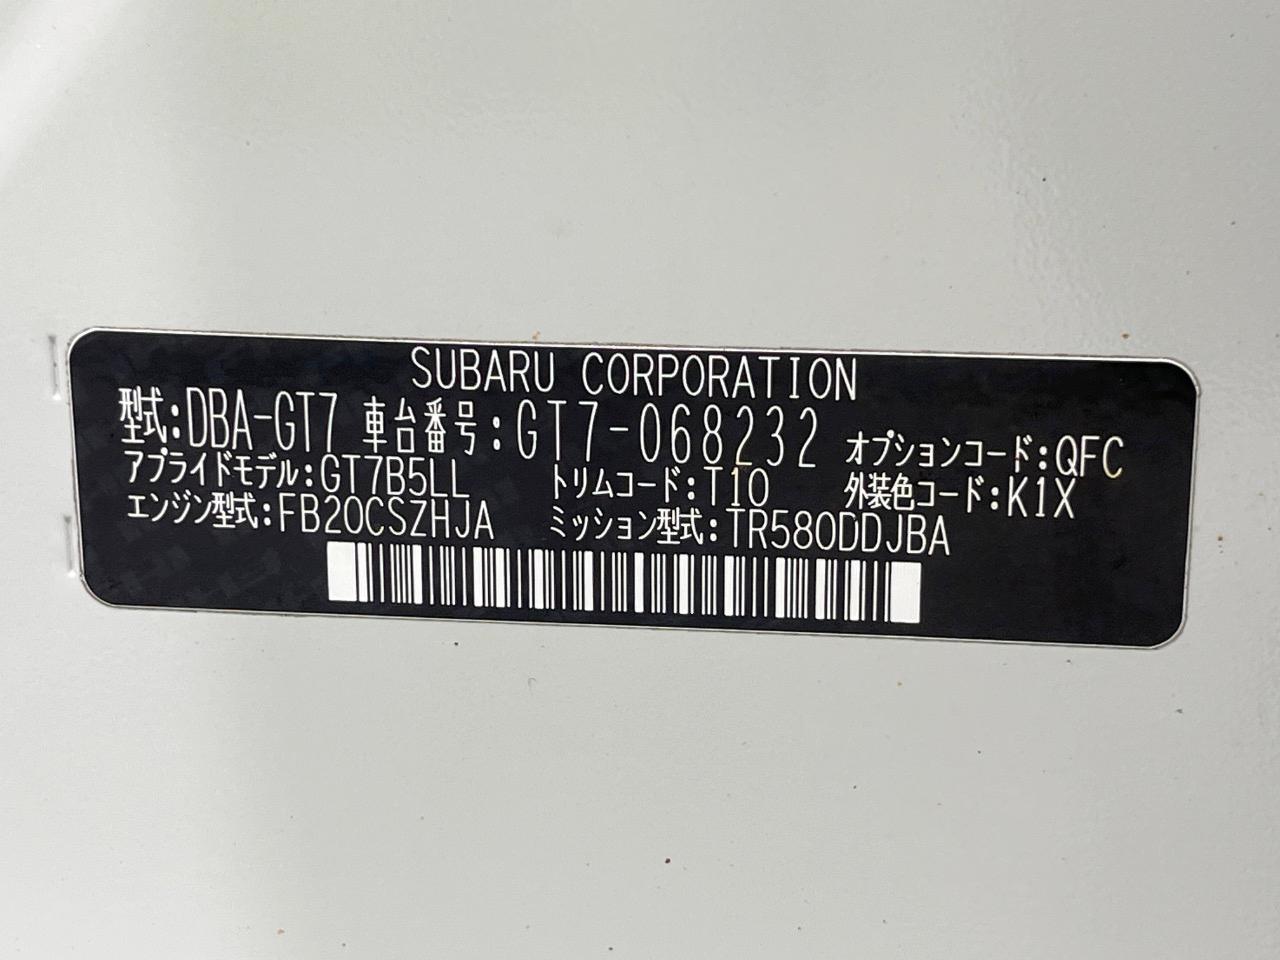 SUBARU CORPORATION
型式:DBA-GT7 車台番号:GT7-068232 オプションコード:QFC
アプライドモデル:GT7B5LL トリムコード:T10 外装色コード:K1X
エンジン型式:FB20CSZHJA ミッション型式:TR580DDJBA